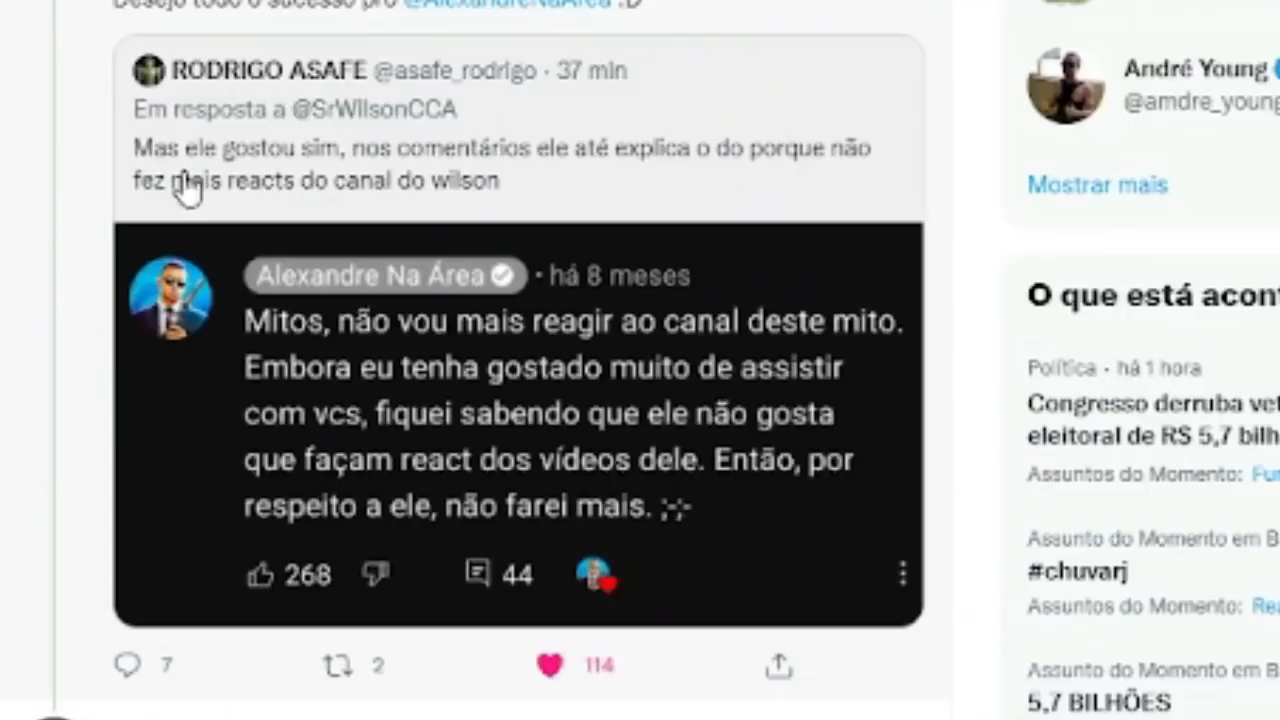 Desejo todo o sucesso pro @AlexandreNaArea :D
RODRIGO ASAFE @asafe_rodrigo · 37 min
Em resposta a @SrWilsonCCA
Mas ele gostou sim, nos comentários ele até explica o do porque não
fez mais reacts do canal do wilson
Alexandre Na Área · há 8 meses
Mitos, não vou mais reagir ao canal deste mito.
Embora eu tenha gostado muito de assistir
com vcs, fiquei sabendo que ele não gosta
que façam react dos vídeos dele. Então, por
respeito a ele, não farei mais. ;-;-
268 44
7 2 114
André Young
@amdre_young
Mostrar mais
O que está acont
Política · há 1 hora
Congresso derruba vet
eleitoral de R$ 5,7 bilh
Assuntos do Momento: Fu
Assunto do Momento em B
#chuvarj
Assuntos do Momento: Re
Assunto do Momento em B
5,7 BILHÕES